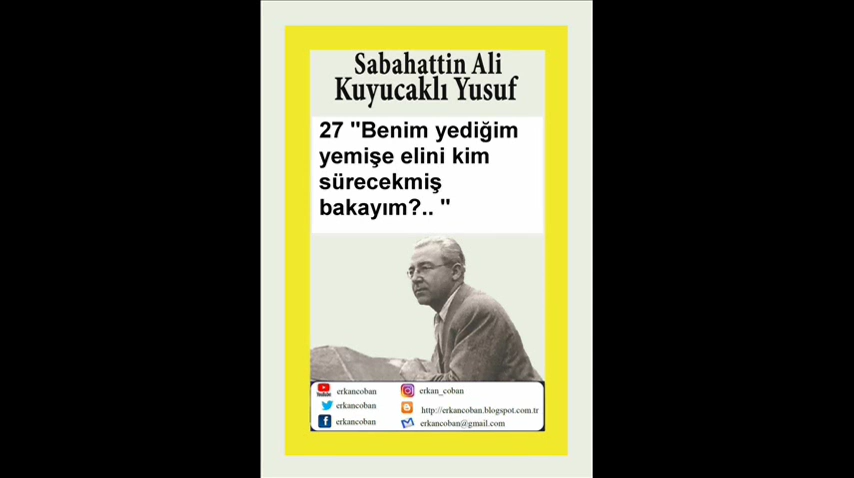 Sabahattin Ali
Kuyucaklı Yusuf
27 "Benim yediğim
yemişe elini kim
sürecekmiş
bakayım?.. "
YouTube erkancoban
erkan_coban
erkancoban
http://erkancoban.blogspot.com.tr
erkancoban
erkancoban@gmail.com